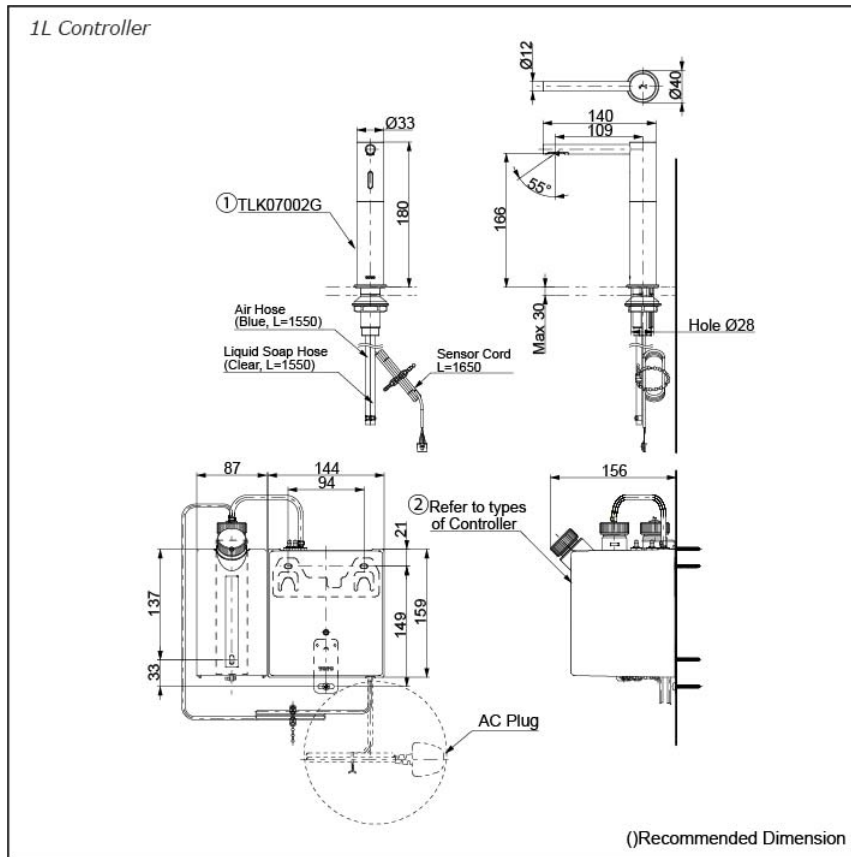 1L Controller
Ø12
Ø40
140
109
Ø33
55°
180
166
①TLK07002G
Max 30
Hole Ø28
Air Hose
(Blue, L=1550)
Liquid Soap Hose
(Clear, L=1550)
Sensor Cord
L=1650
87
144
94
156
②Refer to types
of Controller
21
137
149
159
33
TOTO
AC Plug
()Recommended Dimension